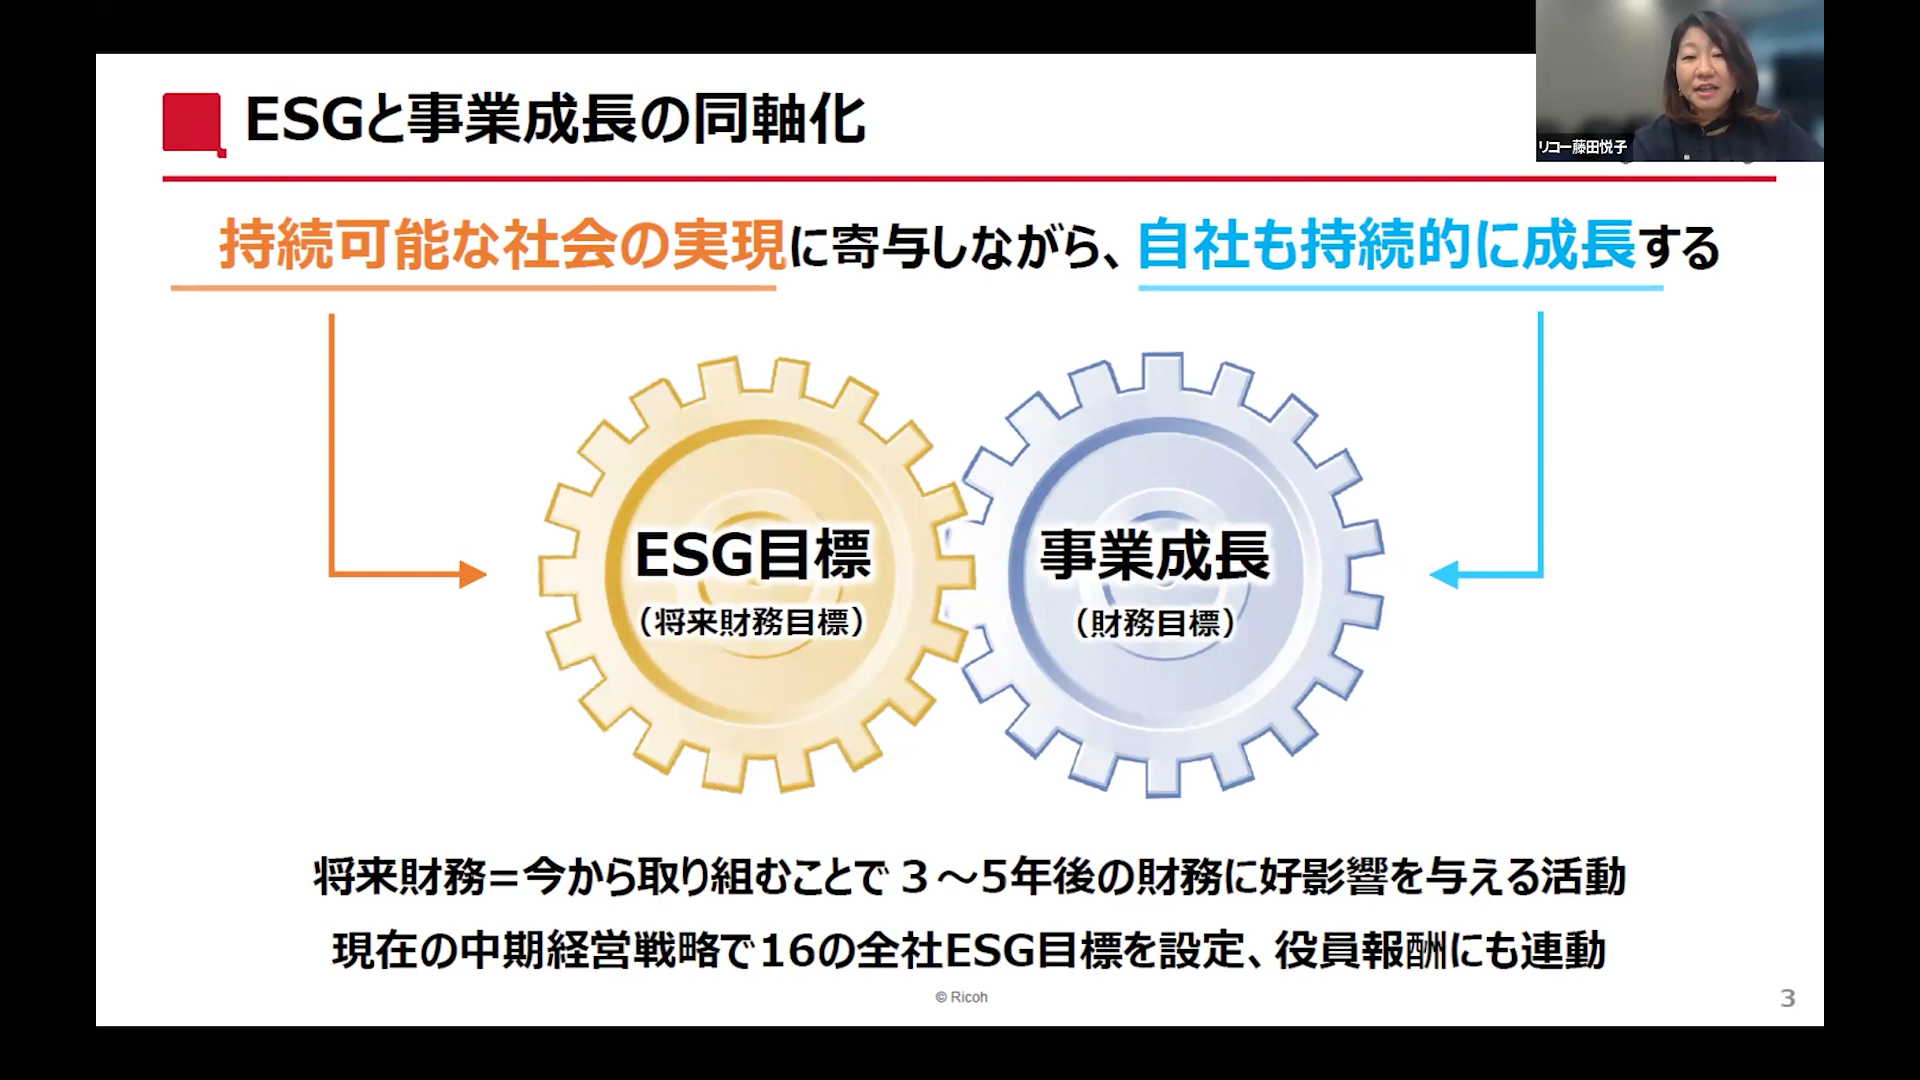 ESGと事業成長の同軸化
リコー藤田悦子
持続可能な社会の実現に寄与しながら、自社も持続的に成長する
ESG目標
（将来財務目標）
事業成長
（財務目標）
将来財務＝今から取り組むことで３～5年後の財務に好影響を与える活動
現在の中期経営戦略で16の全社ESG目標を設定、役員報酬にも連動
© Ricoh
3